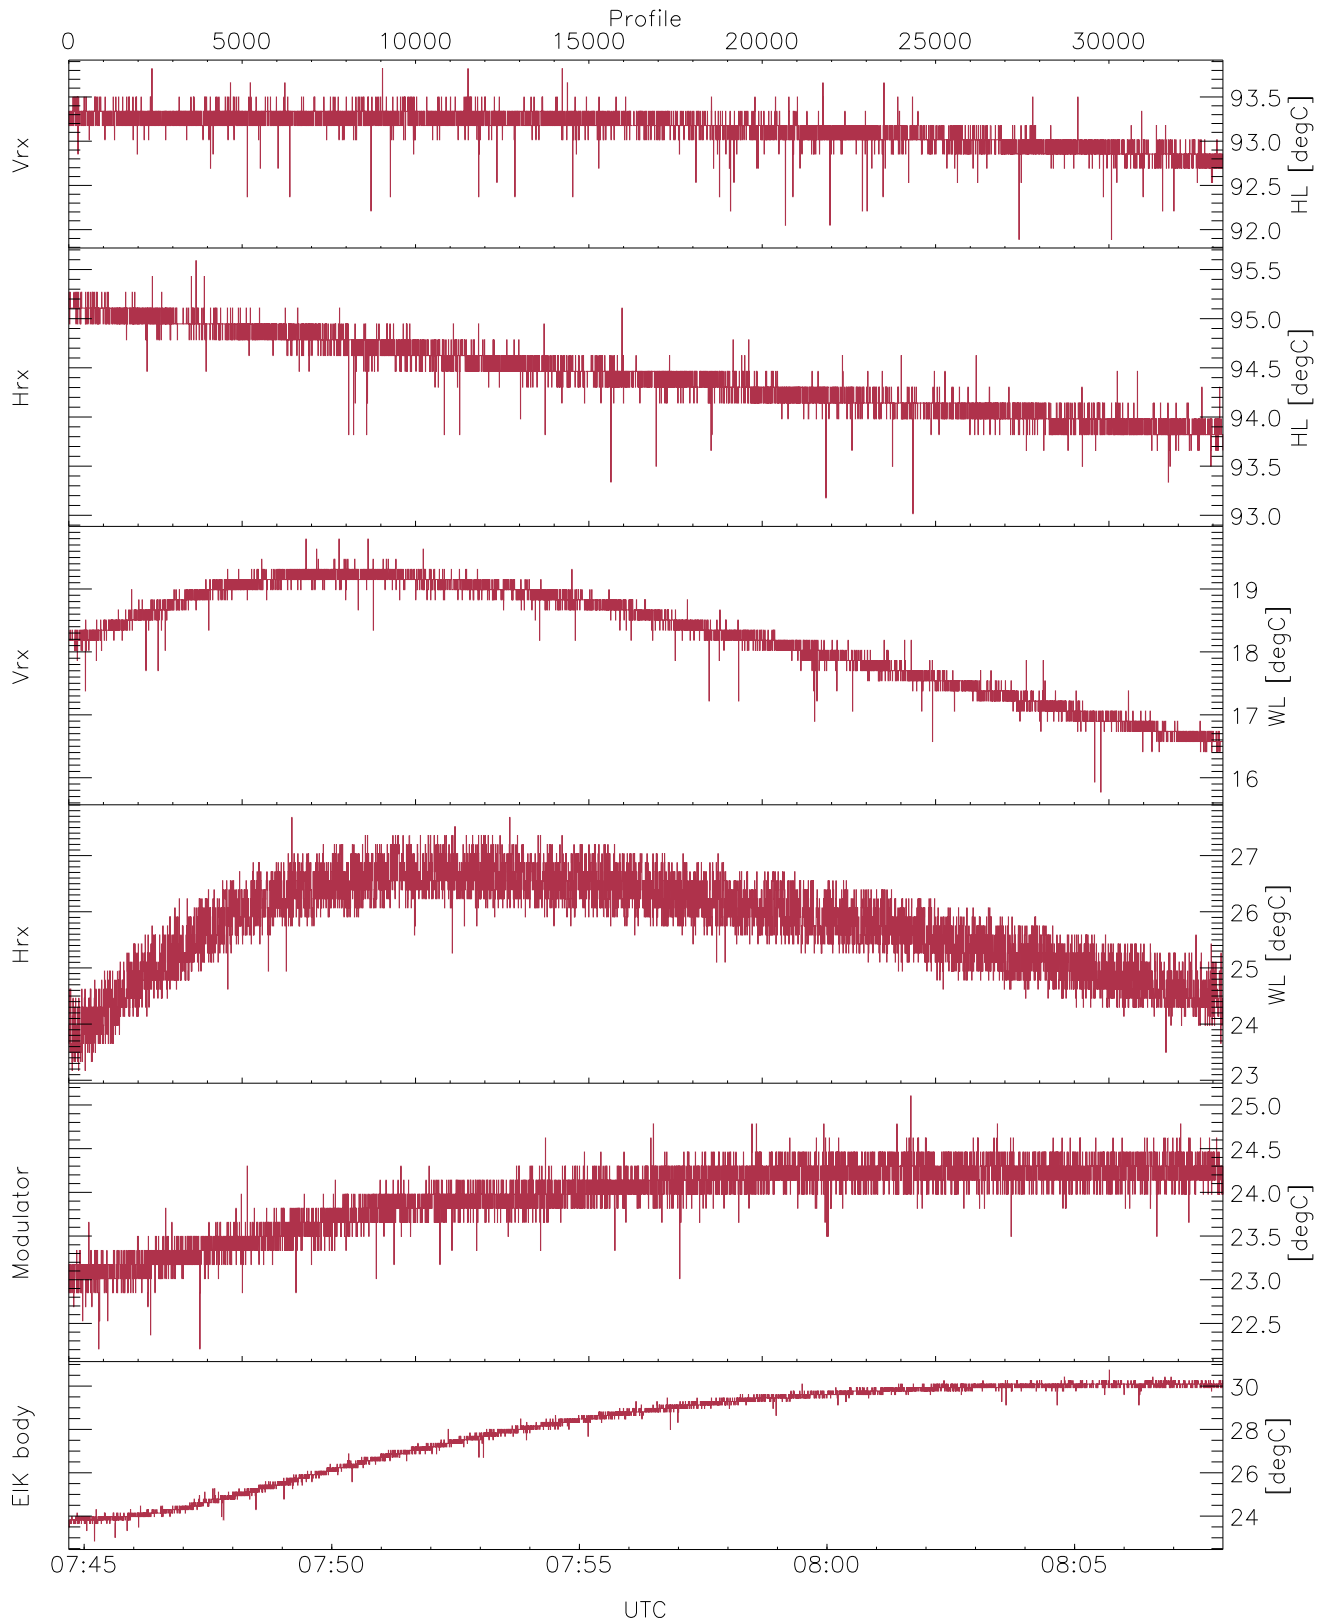 Profile
0 5000 10000 15000 20000 25000 30000
Vrx
93.5
93.0
92.5
92.0
HL [degC]
Hrx
95.5
95.0
94.5
94.0
93.5
93.0
HL [degC]
Vrx
19
18
17
16
WL [degC]
Hrx
27
26
25
24
23
WL [degC]
Modulator
25.0
24.5
24.0
23.5
23.0
22.5
[degC]
EIK body
30
28
26
24
[degC]
07:45 07:50 07:55 08:00 08:05
UTC